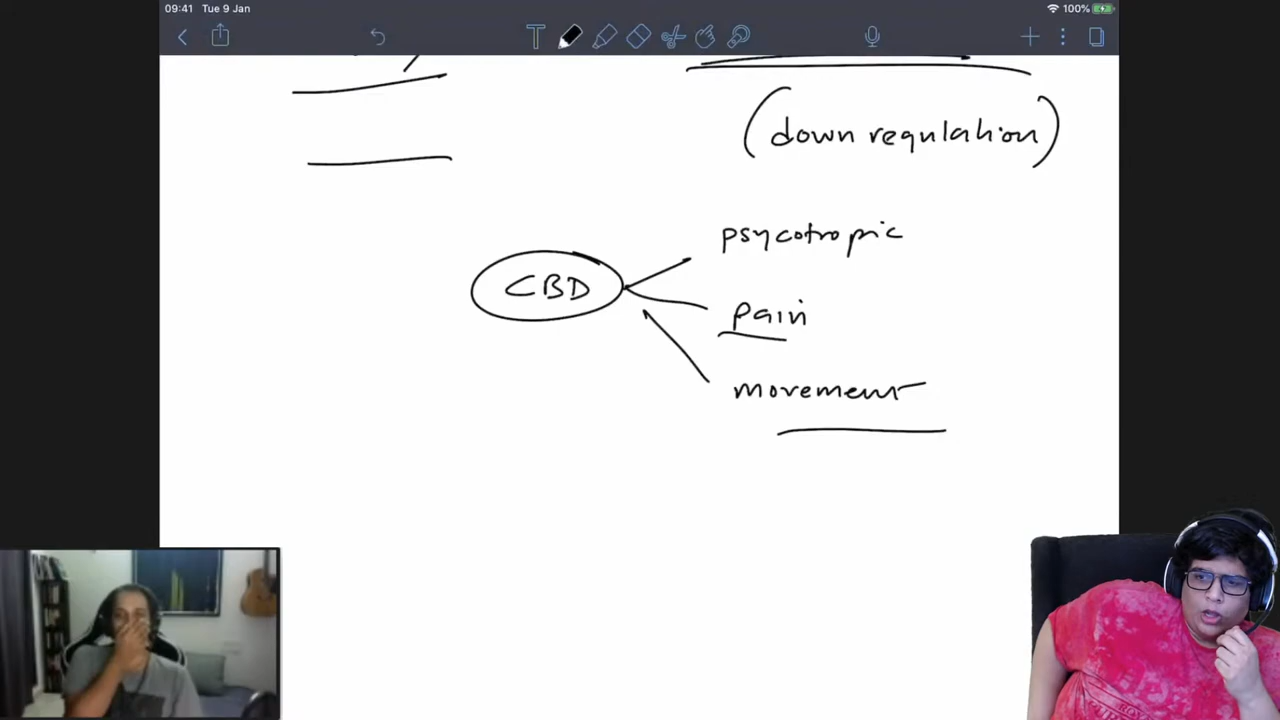 09:41 Tue 9 Jan 100%
T
(down regulation)
psycotropic
CBD
pain
movement